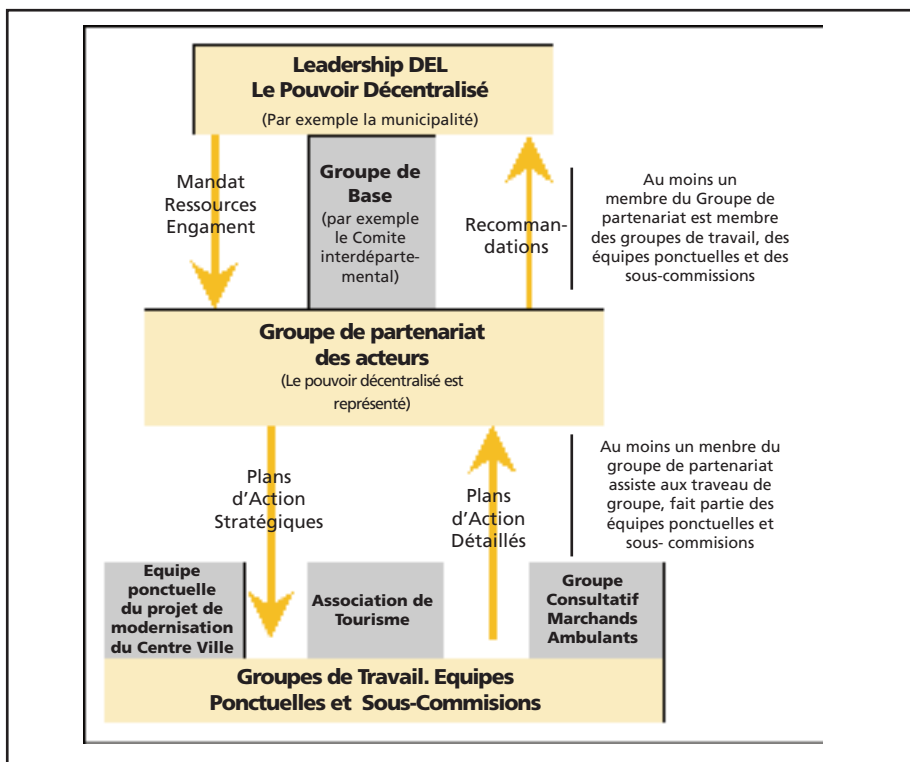 Leadership DEL
Le Pouvoir Décentralisé
(Par exemple la municipalité)
Mandat
Ressources
Engament
Groupe de
Base
(par exemple
le Comite
interdéparte-
mental)
Recomman-
dations
Au moins un
membre du Groupe de
partenariat est membre
des groupes de travail, des
équipes ponctuelles et des
sous-commissions
Groupe de partenariat
des acteurs
(Le pouvoir décentralisé est
représenté)
Plans
d'Action
Stratégiques
Plans
d'Action
Détaillés
Au moins un menbre du
groupe de partenariat
assiste aux traveau de
groupe, fait partie des
équipes ponctuelles et
sous- commisions
Equipe
ponctuelle
du projet de
modernisation
du Centre Ville
Association de
Tourisme
Groupe
Consultatif
Marchands
Ambulants
Groupes de Travail. Equipes
Ponctuelles et Sous-Commisions